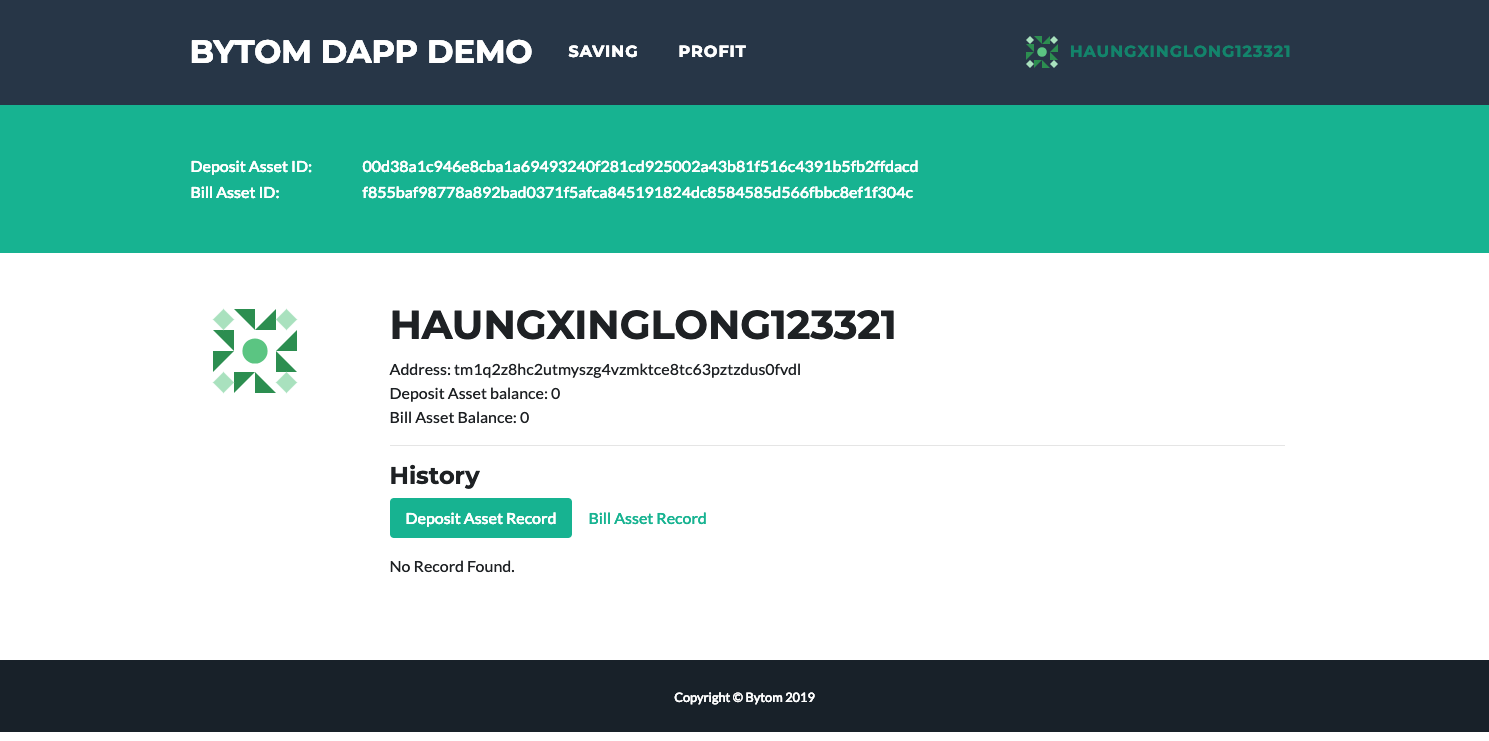 BYTOM DAPP DEMO SAVING PROFIT HAUNGXINGLONG123321
Deposit Asset ID: 00d38a1c946e8cba1a69493240f281cd925002a43b81f516c4391b5fb2ffdacd
Bill Asset ID: f855baf98778a892bad0371f5afca845191824dc8584585d566fbbc8ef1f304c
HAUNGXINGLONG123321
Address: tm1q2z8hc2utmyszg4vzmktce8tc63pztzdus0fvdl
Deposit Asset balance: 0
Bill Asset Balance: 0
History
Deposit Asset Record Bill Asset Record
No Record Found.
Copyright © Bytom 2019